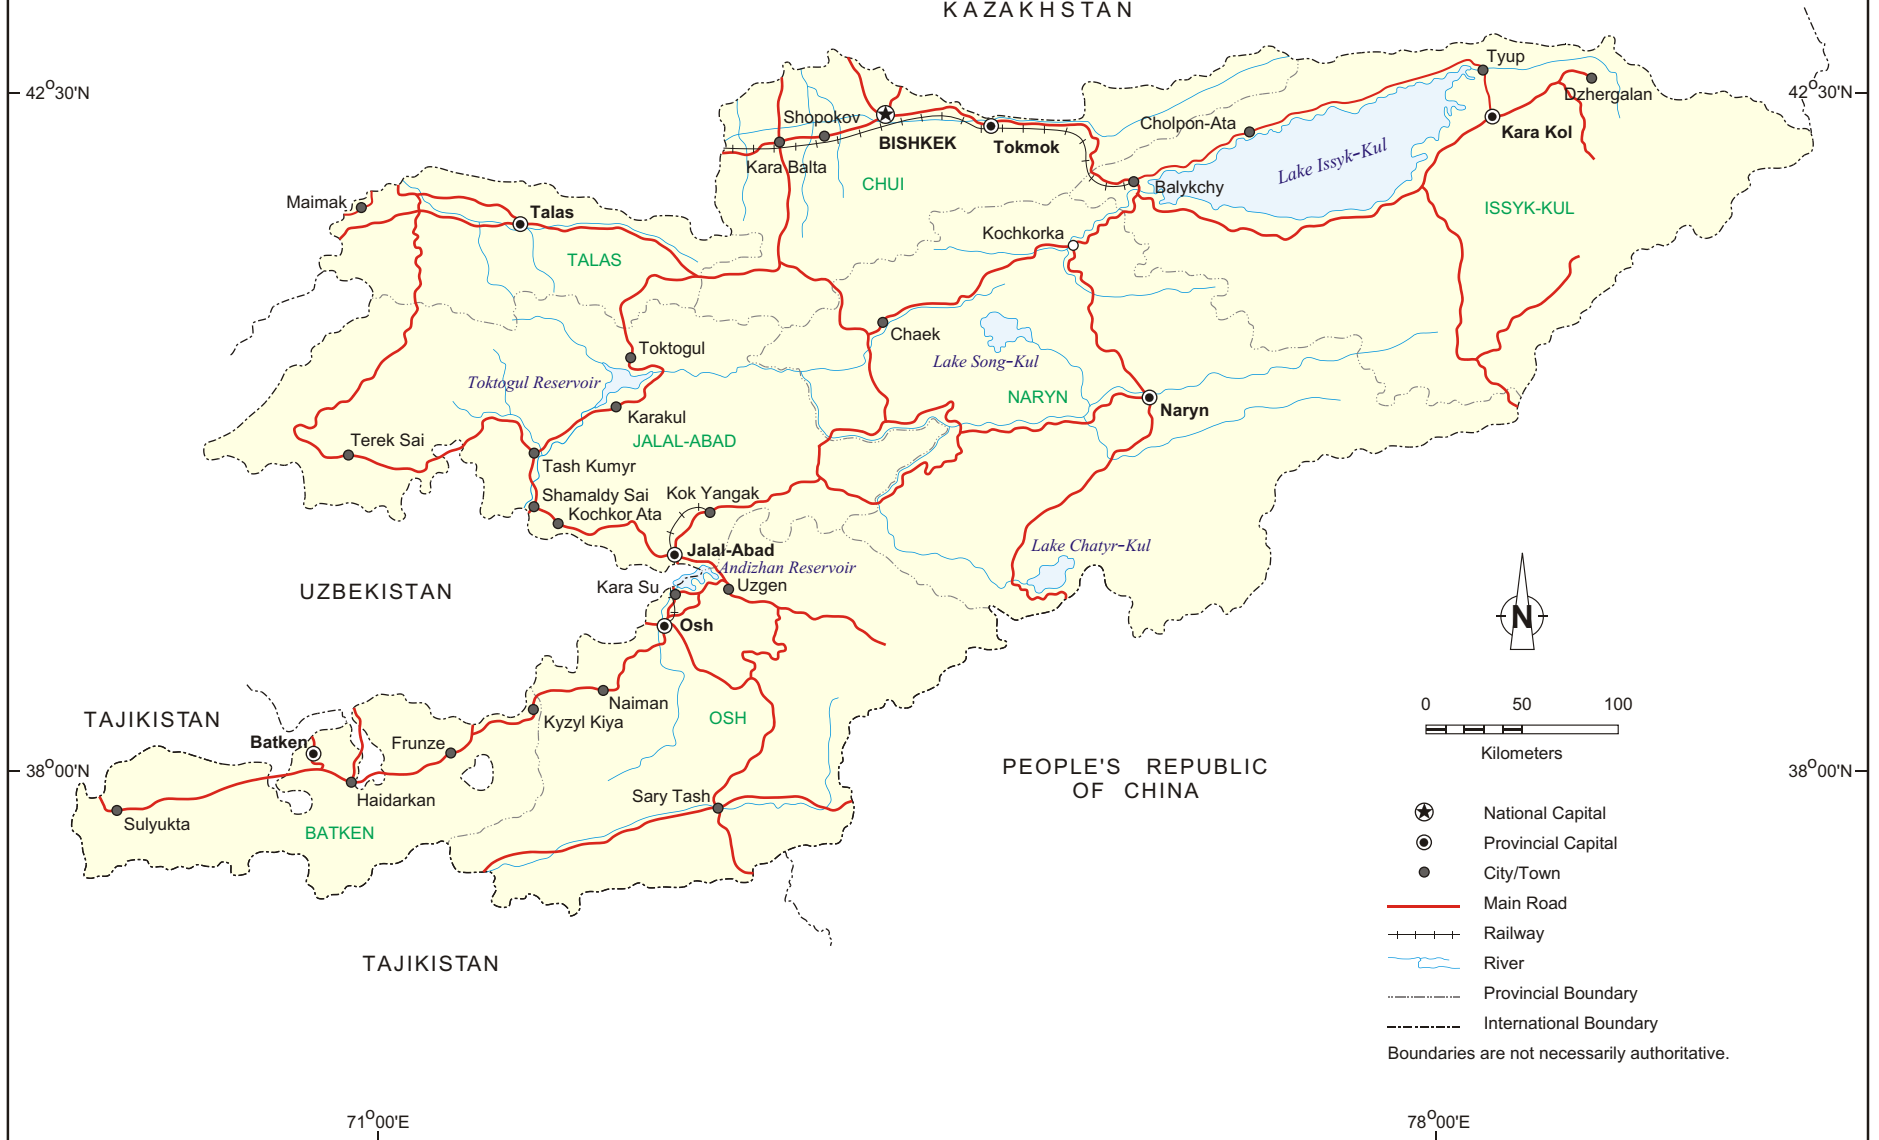 KAZAKHSTAN
42°30'N
42°30'N
Tyup
Dzhergalan
Shopokov
BISHKEK
Tokmok
Cholpon-Ata
Kara Kol
Kara Balta
Lake Issyk-Kul
CHUI
Balykchy
Maimak
Talas
ISSYK-KUL
Kochkorka
TALAS
Chaek
Toktogul
Lake Song-Kul
Toktogul Reservoir
NARYN
Naryn
Karakul
Terek Sai
JALAL-ABAD
Tash Kumyr
Shamaldy Sai
Kok Yangak
Kochkor Ata
Jalal-Abad
Lake Chatyr-Kul
Andizhan Reservoir
UZBEKISTAN
Kara Su
Uzgen
Osh
N
Naiman
TAJIKISTAN
Kyzyl Kiya
OSH
0 50 100
Kilometers
Batken
Frunze
38°00'N
38°00'N
PEOPLE'S REPUBLIC
OF CHINA
Haidarkan
Sary Tash
Sulyukta
BATKEN
National Capital
Provincial Capital
City/Town
Main Road
Railway
River
Provincial Boundary
International Boundary
Boundaries are not necessarily authoritative.
TAJIKISTAN
71°00'E
78°00'E